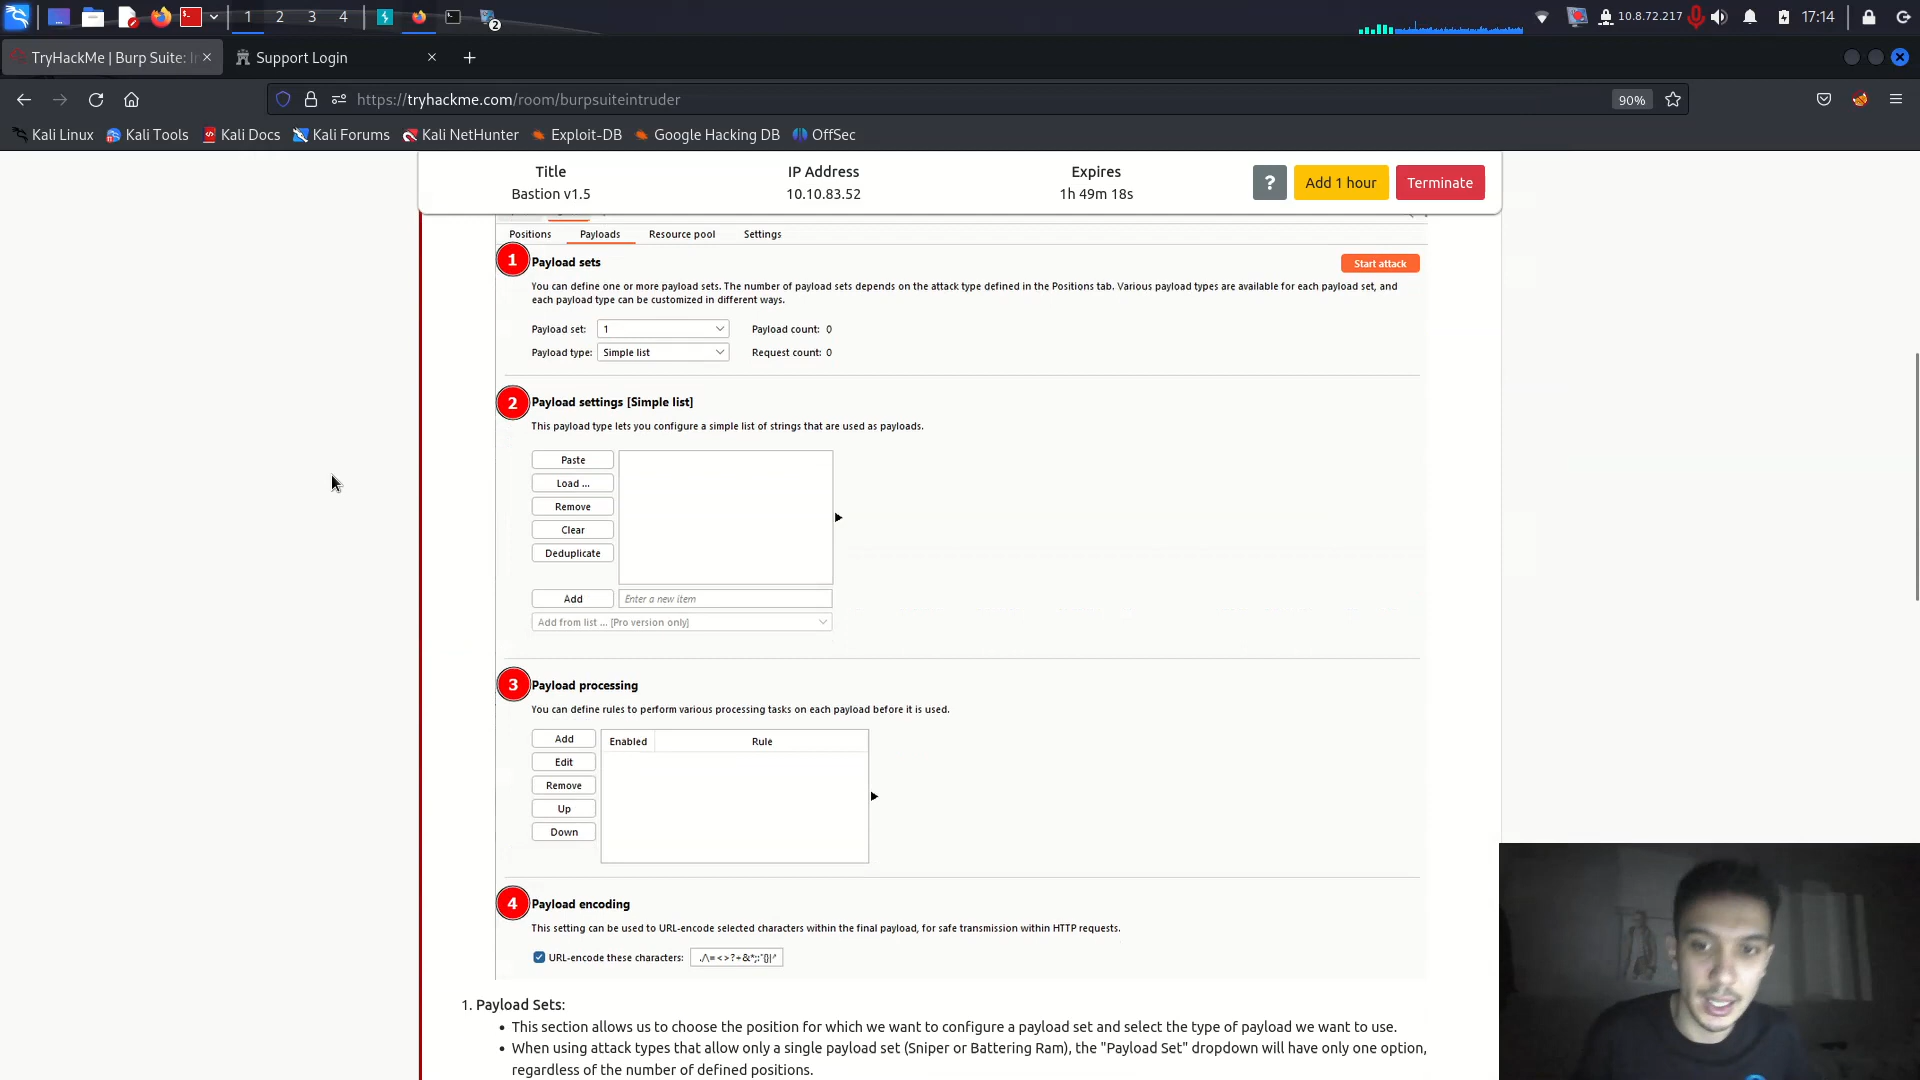 1 2 3 4
2
10.8.72.217
17:14
TryHackMe | Burp Suite: In
Support Login
https://tryhackme.com/room/burpsuiteintruder
90%
Kali Linux
Kali Tools
Kali Docs
Kali Forums
Kali NetHunter
Exploit-DB
Google Hacking DB
OffSec
Title
Bastion v1.5
IP Address
10.10.83.52
Expires
1h 49m 18s
?
Add 1 hour
Terminate
Positions
Payloads
Resource pool
Settings
1
Payload sets
Start attack
You can define one or more payload sets. The number of payload sets depends on the attack type defined in the Positions tab. Various payload types are available for each payload set, and
each payload type can be customized in different ways.
Payload set: 1
Payload count: 0
Payload type: Simple list
Request count: 0
2
Payload settings [Simple list]
This payload type lets you configure a simple list of strings that are used as payloads.
Paste
Load ...
Remove
Clear
Deduplicate
Add
Enter a new item
Add from list ... [Pro version only]
3
Payload processing
You can define rules to perform various processing tasks on each payload before it is used.
Add
Edit
Remove
Up
Down
Enabled
Rule
4
Payload encoding
This setting can be used to URL-encode selected characters within the final payload, for safe transmission within HTTP requests.
URL-encode these characters:
1. Payload Sets:
• This section allows us to choose the position for which we want to configure a payload set and select the type of payload we want to use.
• When using attack types that allow only a single payload set (Sniper or Battering Ram), the "Payload Set" dropdown will have only one option,
regardless of the number of defined positions.